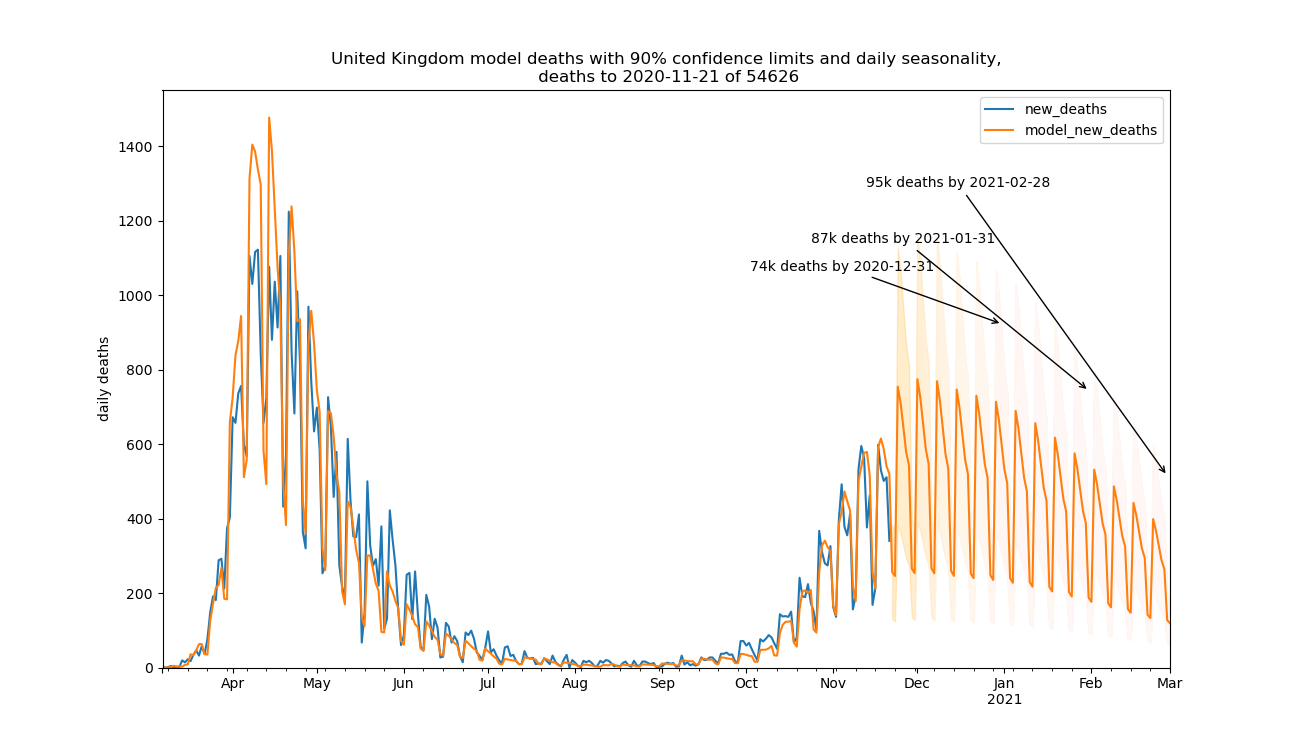 United Kingdom model deaths with 90% confidence limits and daily seasonality,
deaths to 2020-11-21 of 54626
new_deaths
model_new_deaths
95k deaths by 2021-02-28
87k deaths by 2021-01-31
74k deaths by 2020-12-31
daily deaths
1400
1200
1000
800
600
400
200
0
Apr May Jun Jul Aug Sep Oct Nov Dec Jan Feb Mar
2021